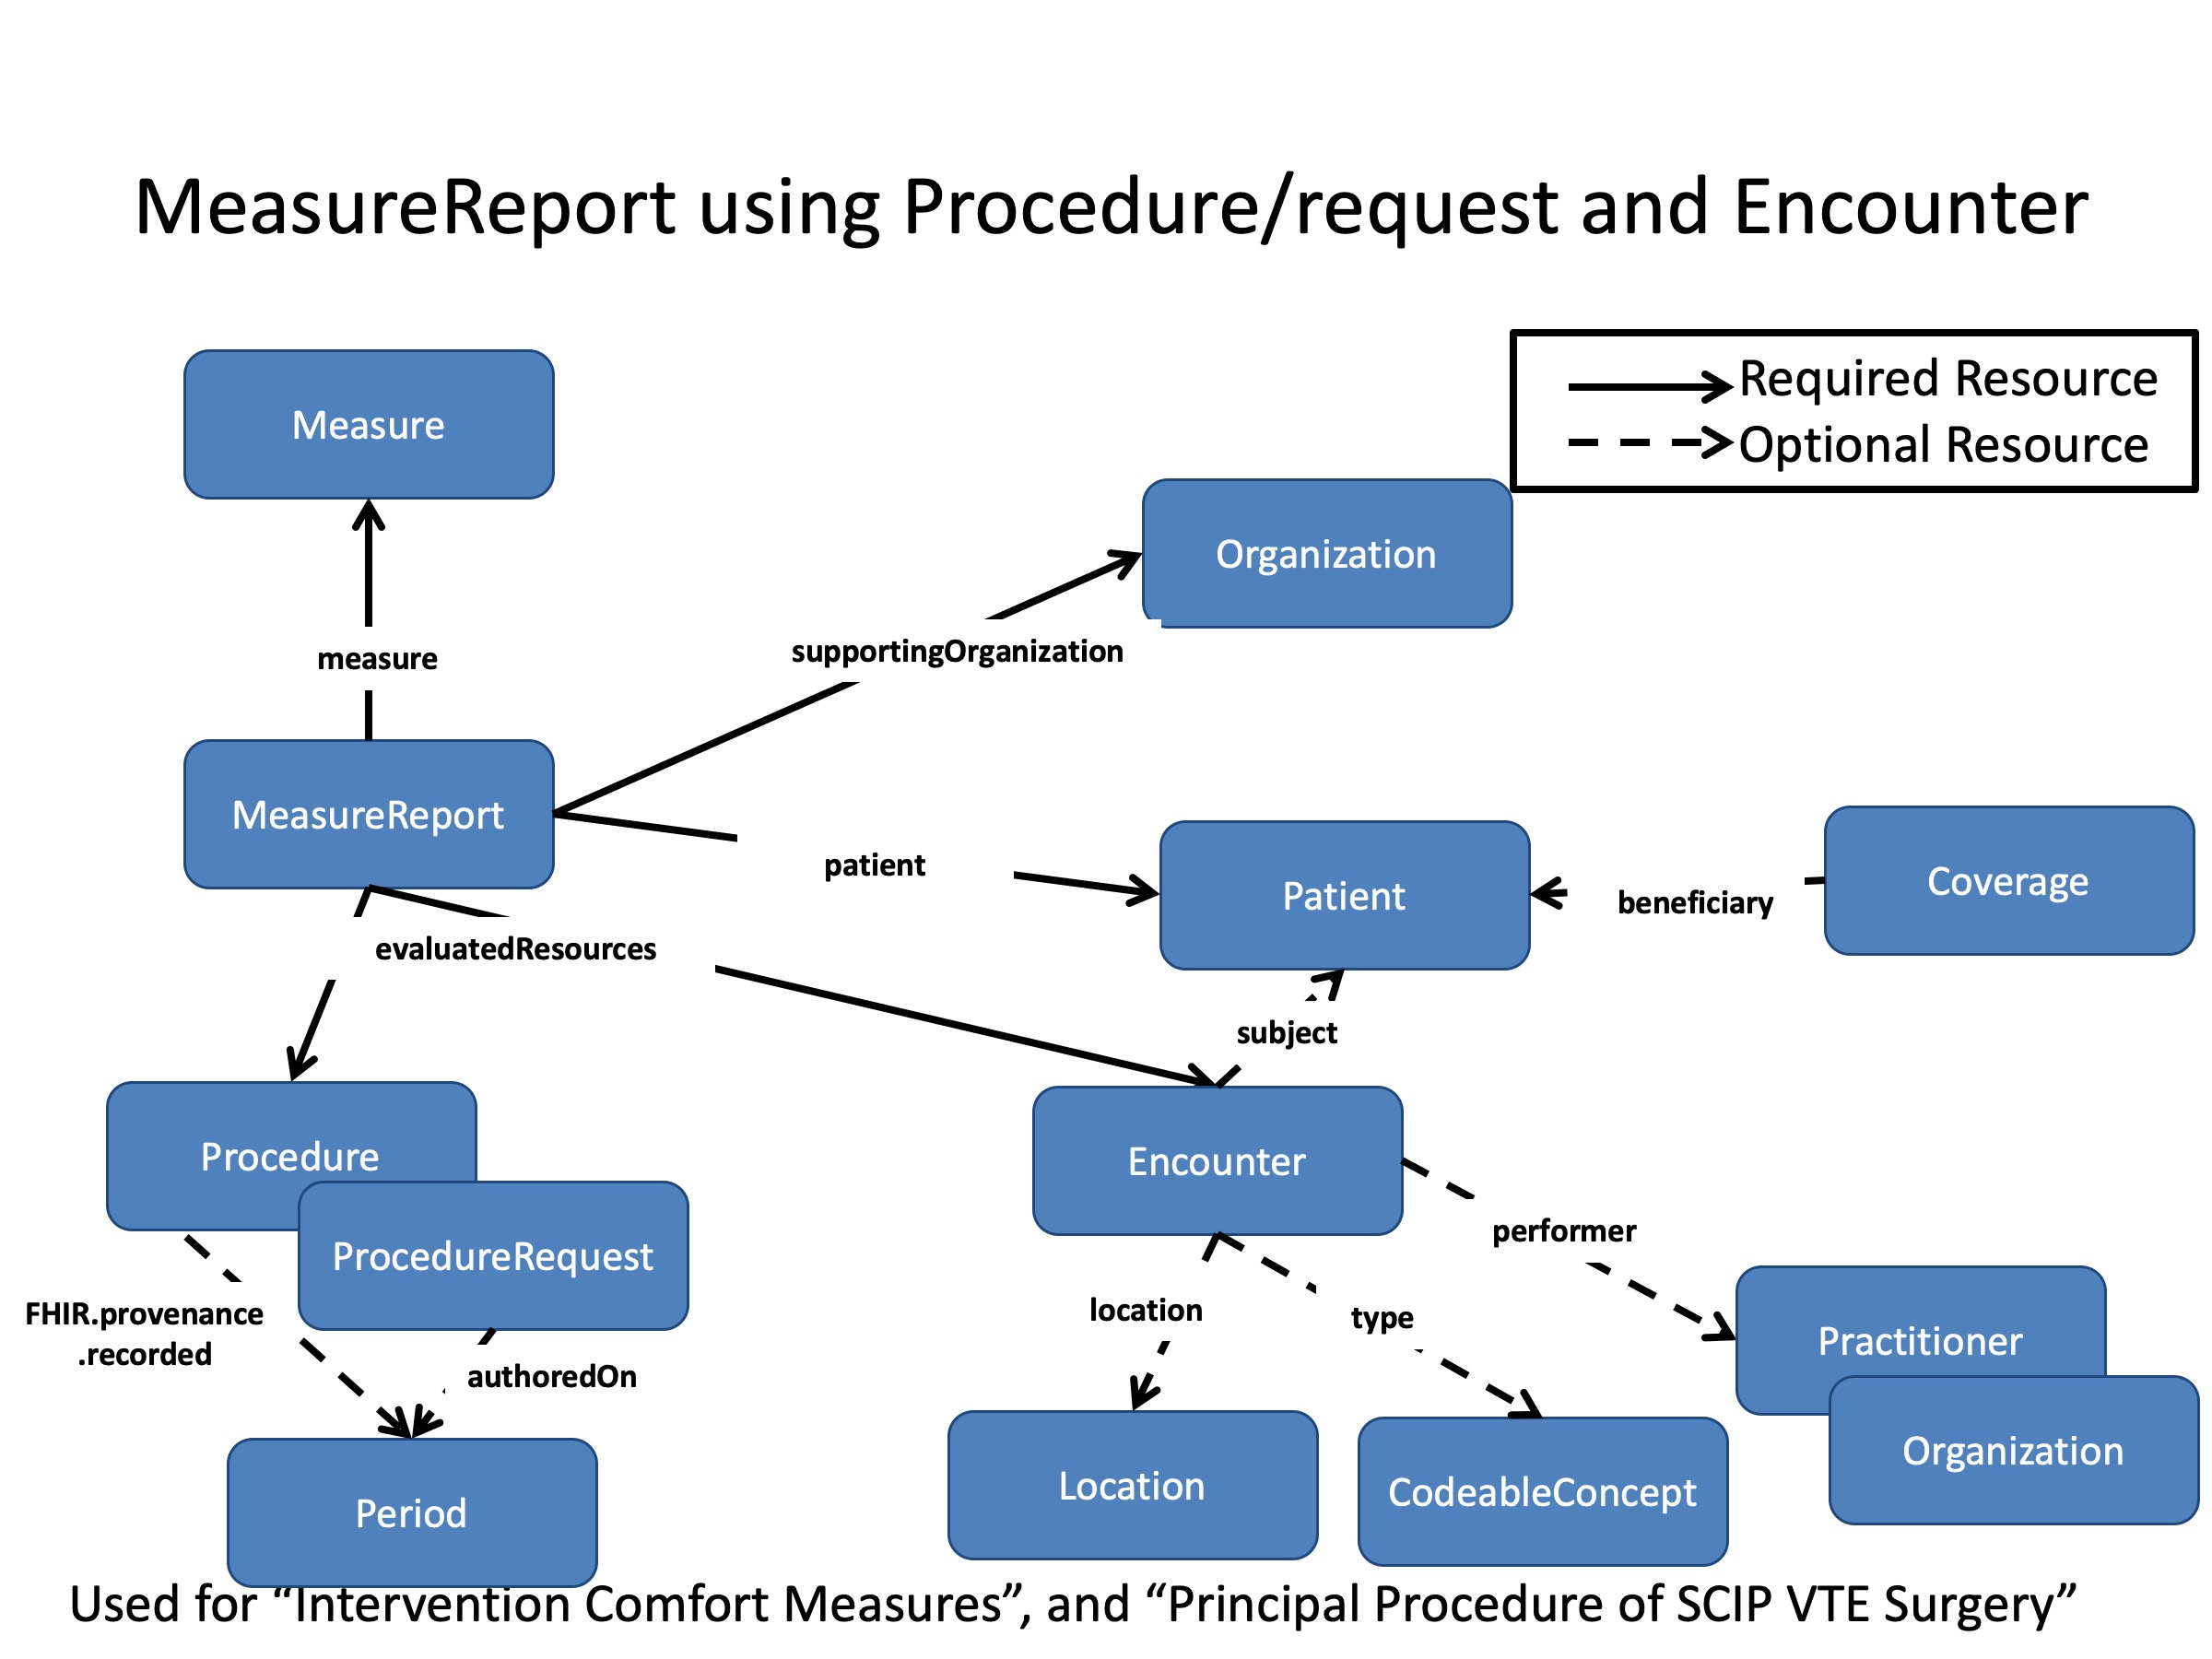 MeasureReport using Procedure/request and Encounter
Required Resource
Optional Resource
Measure
Organization
measure
supportingOrganization
MeasureReport
patient
Patient
beneficiary
Coverage
evaluatedResources
subject
Procedure
Encounter
ProcedureRequest
performer
FHIR.provenance
.recorded
location
type
Practitioner
authoredOn
Organization
Period
Location
CodeableConcept
Used for “Intervention Comfort Measures”, and “Principal Procedure of SCIP VTE Surgery”